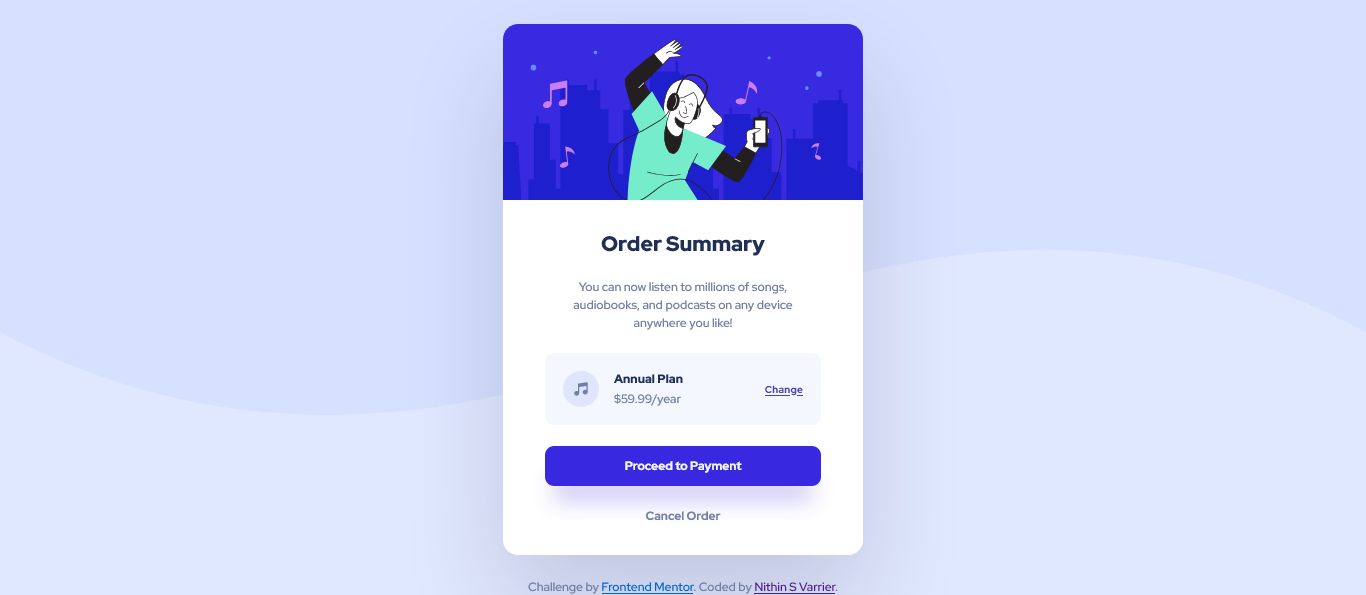 Order Summary
You can now listen to millions of songs,
audiobooks, and podcasts on any device
anywhere you like!
Annual Plan
$59.99/year
Change
Proceed to Payment
Cancel Order
Challenge by Frontend Mentor. Coded by Nithin S Varrier.